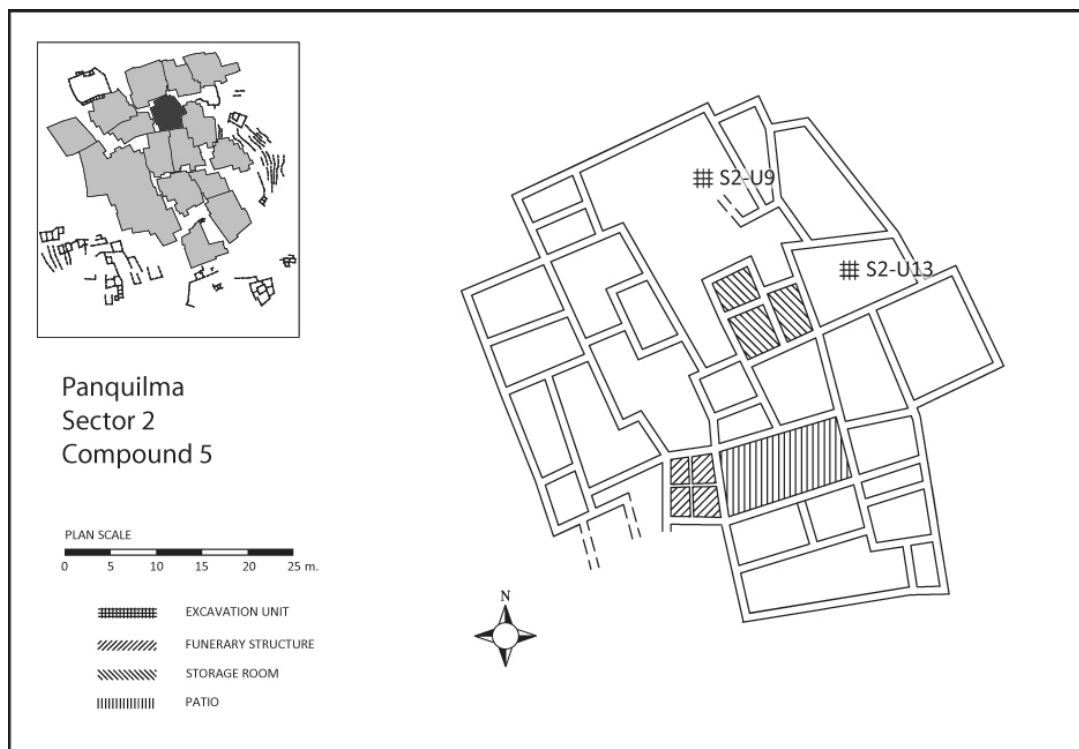 S2-U9
S2-U13
Panquilma
Sector 2
Compound 5
PLAN SCALE
0 5 10 15 20 25 m.
N
EXCAVATION UNIT
FUNERARY STRUCTURE
STORAGE ROOM
PATIO